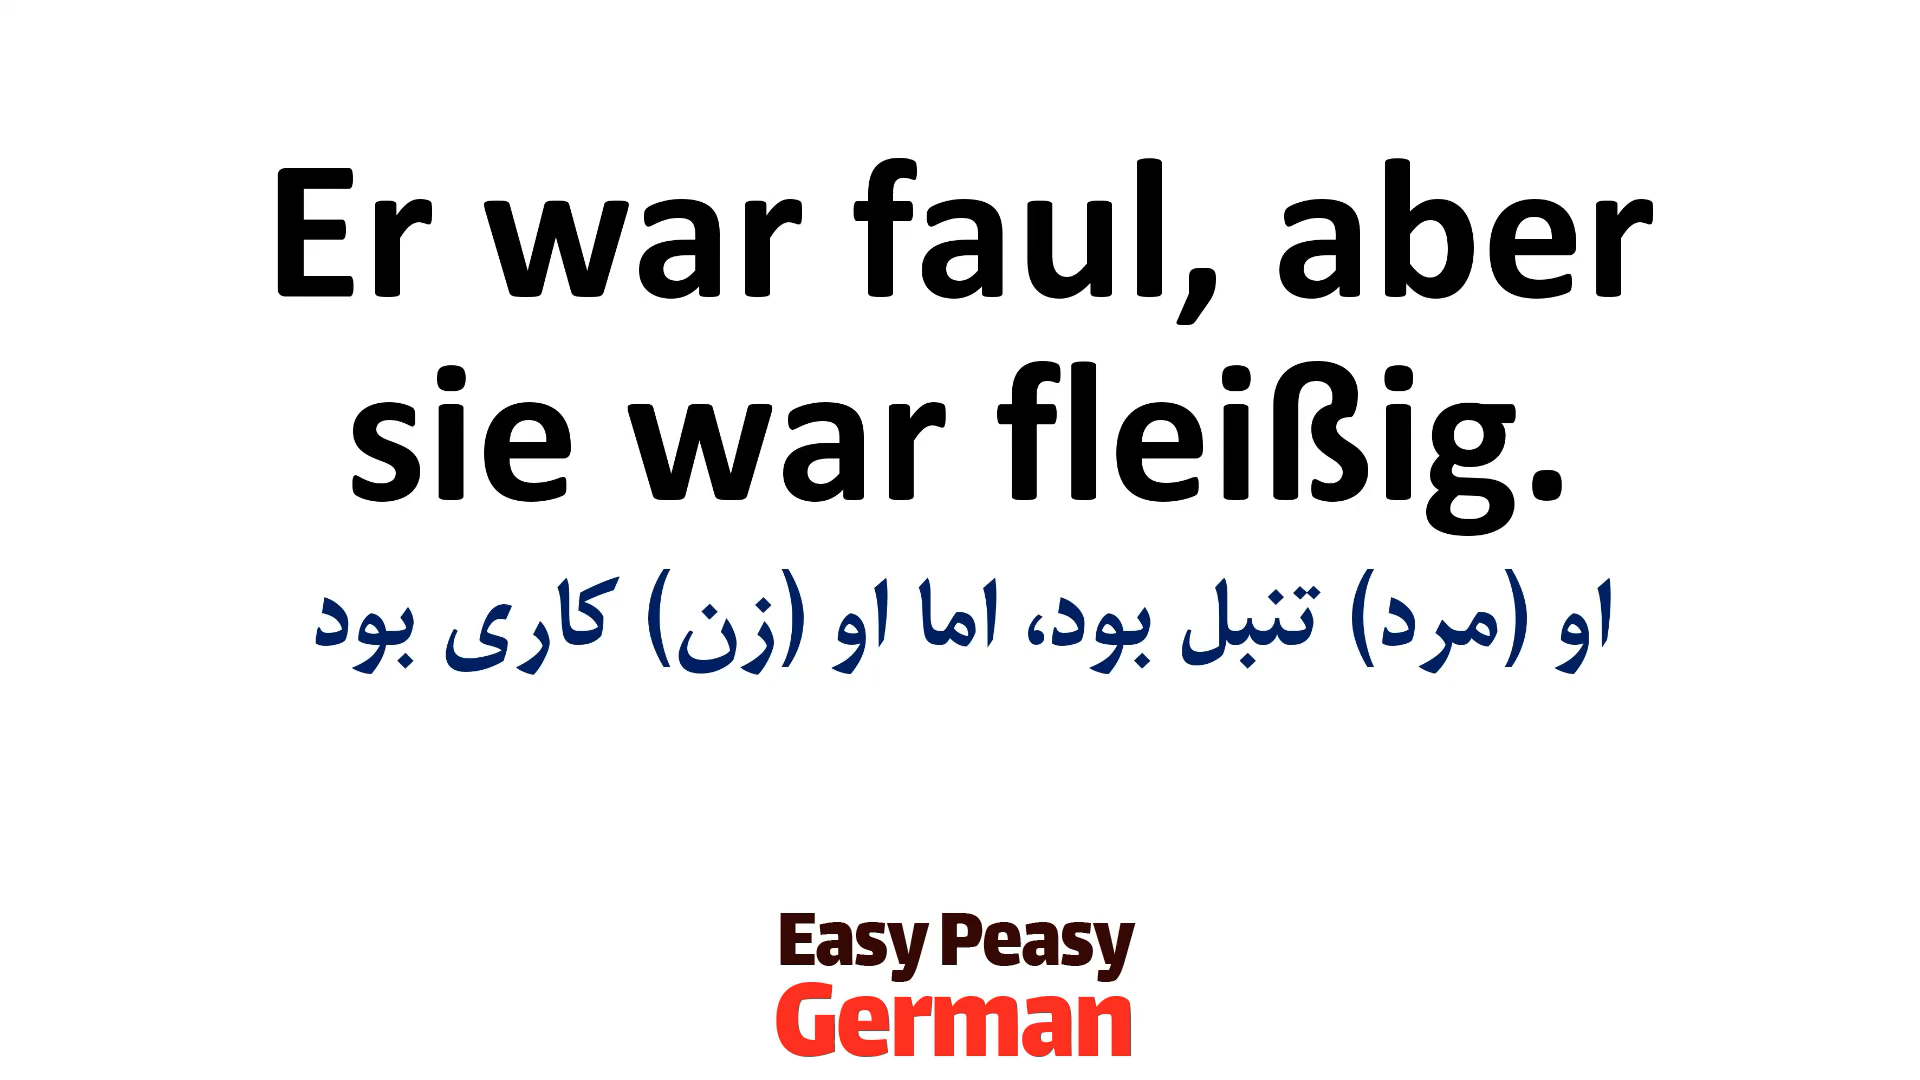 Er war faul, aber
sie war fleißig.
او (مرد) تنبل بود، اما او (زن) کاری بود
Easy Peasy
German